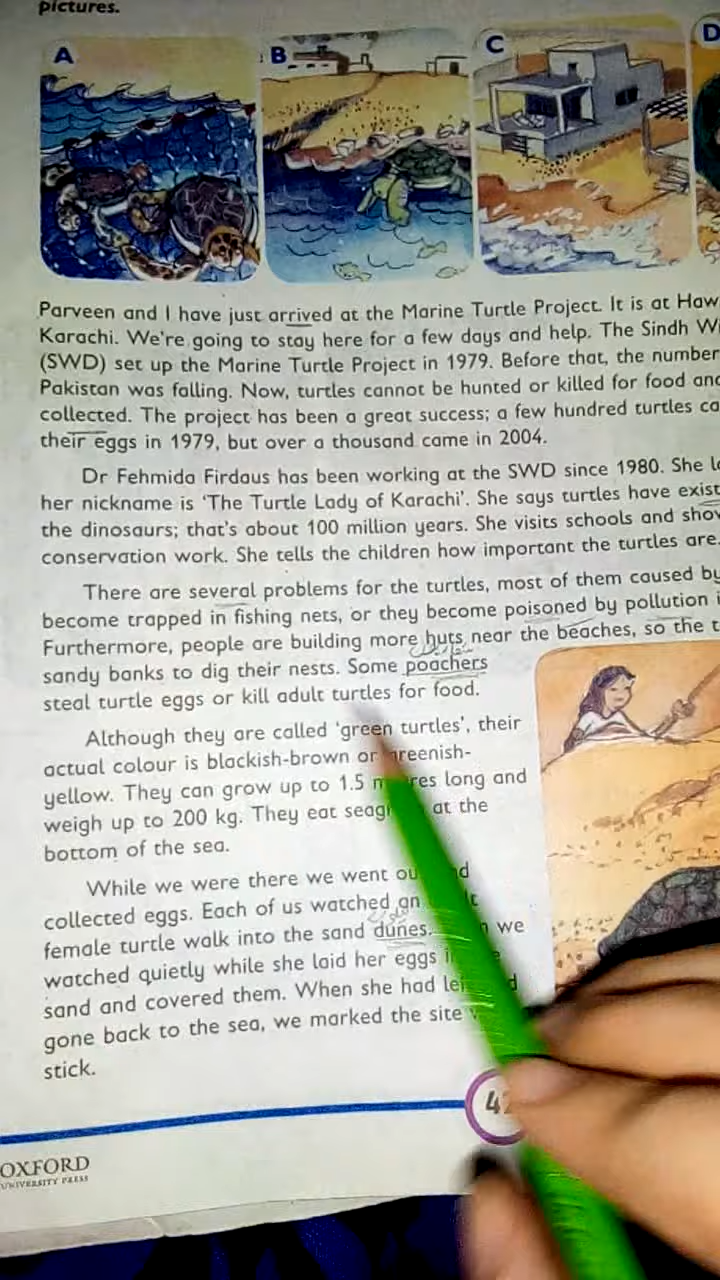 pictures.
A
B
C
D
Parveen and I have just arrived at the Marine Turtle Project. It is at
Karachi. We're going to stay here for a few days and help. The Sindh
(SWD) set up the Marine Turtle Project in 1979. Before that, the number
Pakistan was falling. Now, turtles cannot be hunted or killed for food
collected. The project has been a great success; a few hundred turtles
their eggs in 1979, but over a thousand came in 2004.
Dr Fehmida Firdaus has been working at the SWD since 1980. She
her nickname is 'The Turtle Lady of Karachi'. She says turtles have
the dinosaurs; that's about 100 million years. She visits schools and
conservation work. She tells the children how important the turtles are.
There are several problems for the turtles, most of them caused by
become trapped in fishing nets, or they become poisoned by pollution
Furthermore, people are building more huts near the beaches, so the
sandy banks to dig their nests. Some poachers
steal turtle eggs or kill adult turtles for food.
Although they are called 'green turtles', their
actual colour is blackish-brown or greenish-
yellow. They can grow up to 1.5 metres long and
weigh up to 200 kg. They eat at the
bottom of the sea.
While we were there we went
collected eggs. Each of us watched an
female turtle walk into the sand dunes. we
watched quietly while she laid her eggs
sand and covered them. When she had
gone back to the sea, we marked the site
stick.
OXFORD
UNIVERSITY PRESS